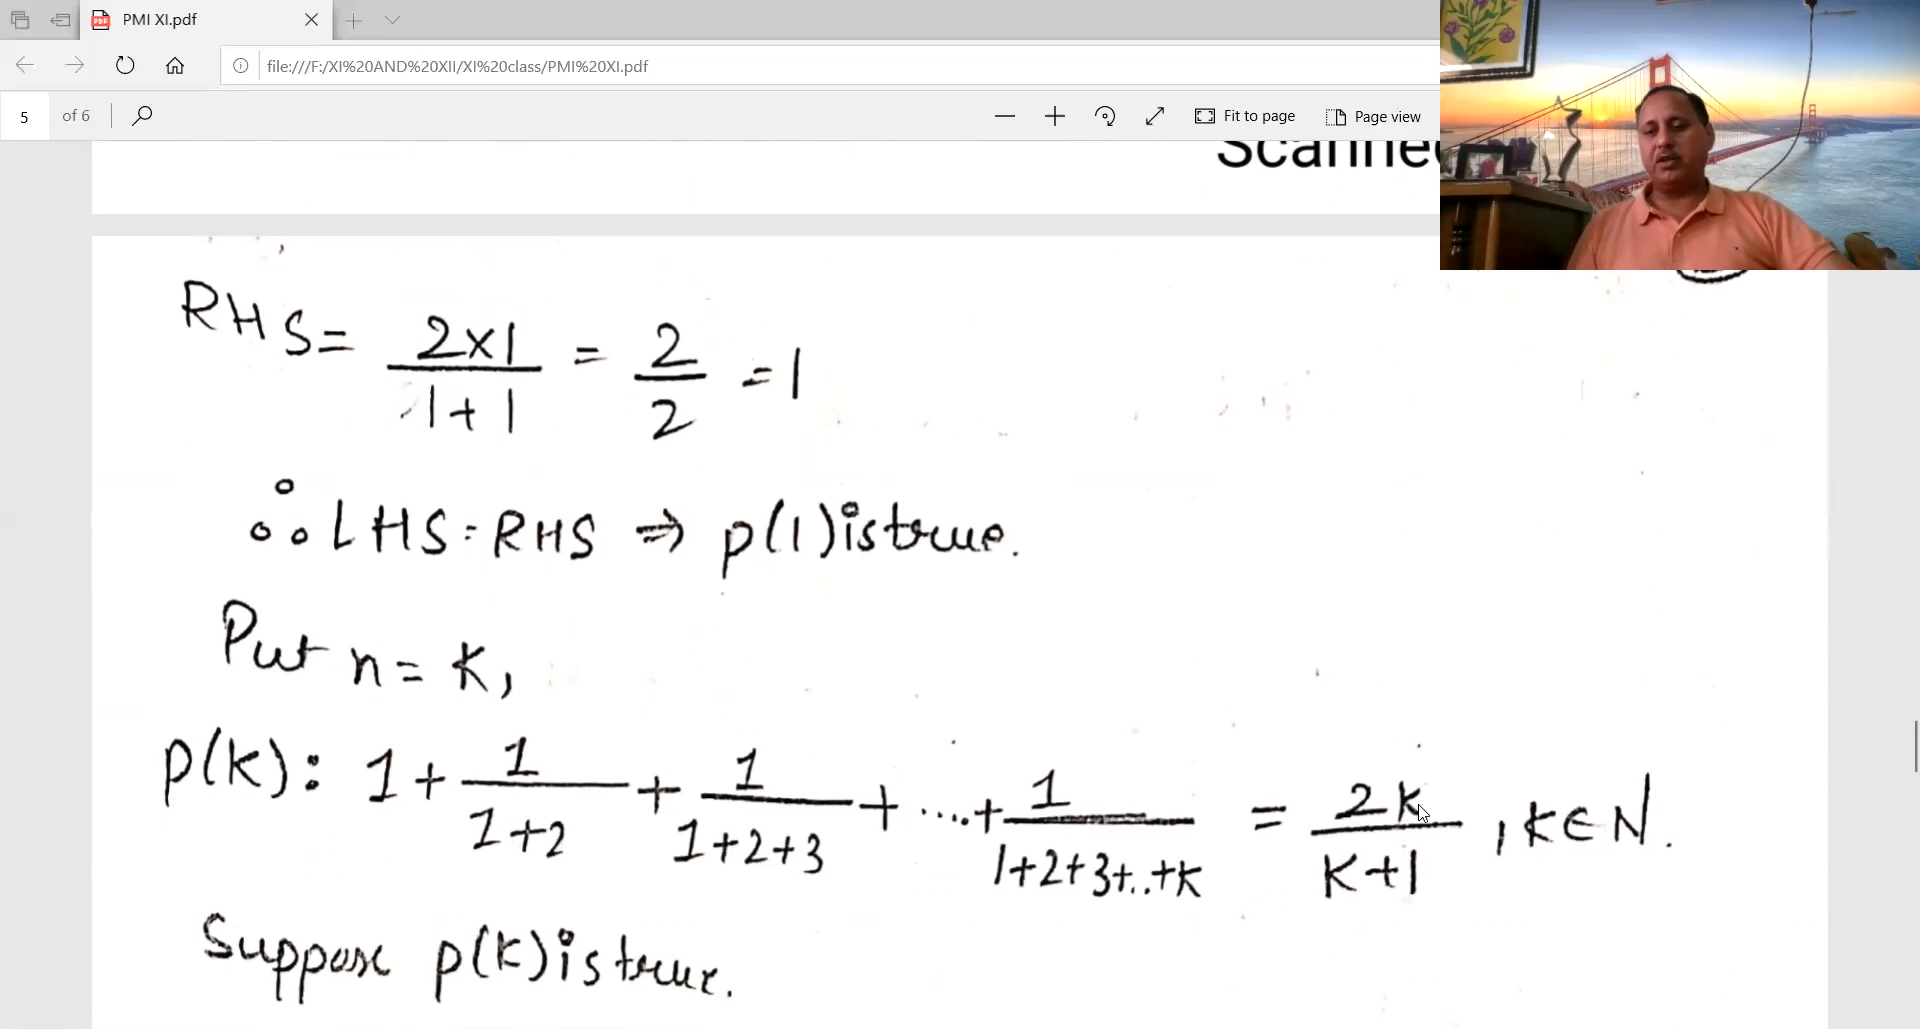 PMI XI.pdf
file:///F:/XI%20AND%20XII/XI%20class/PMI%20XI.pdf
5 of 6
Fit to page
Page view
Scanne
RHS = 2×1 / 1+1 = 2/2 = 1
∴ LHS = RHS ⇒ p(1) is true.
Put n = K,
p(k): 1 + 1/(1+2) + 1/(1+2+3) + ....+ 1/(1+2+3+..+k) = 2k/(k+1), k∈N.
Suppose p(k) is true.